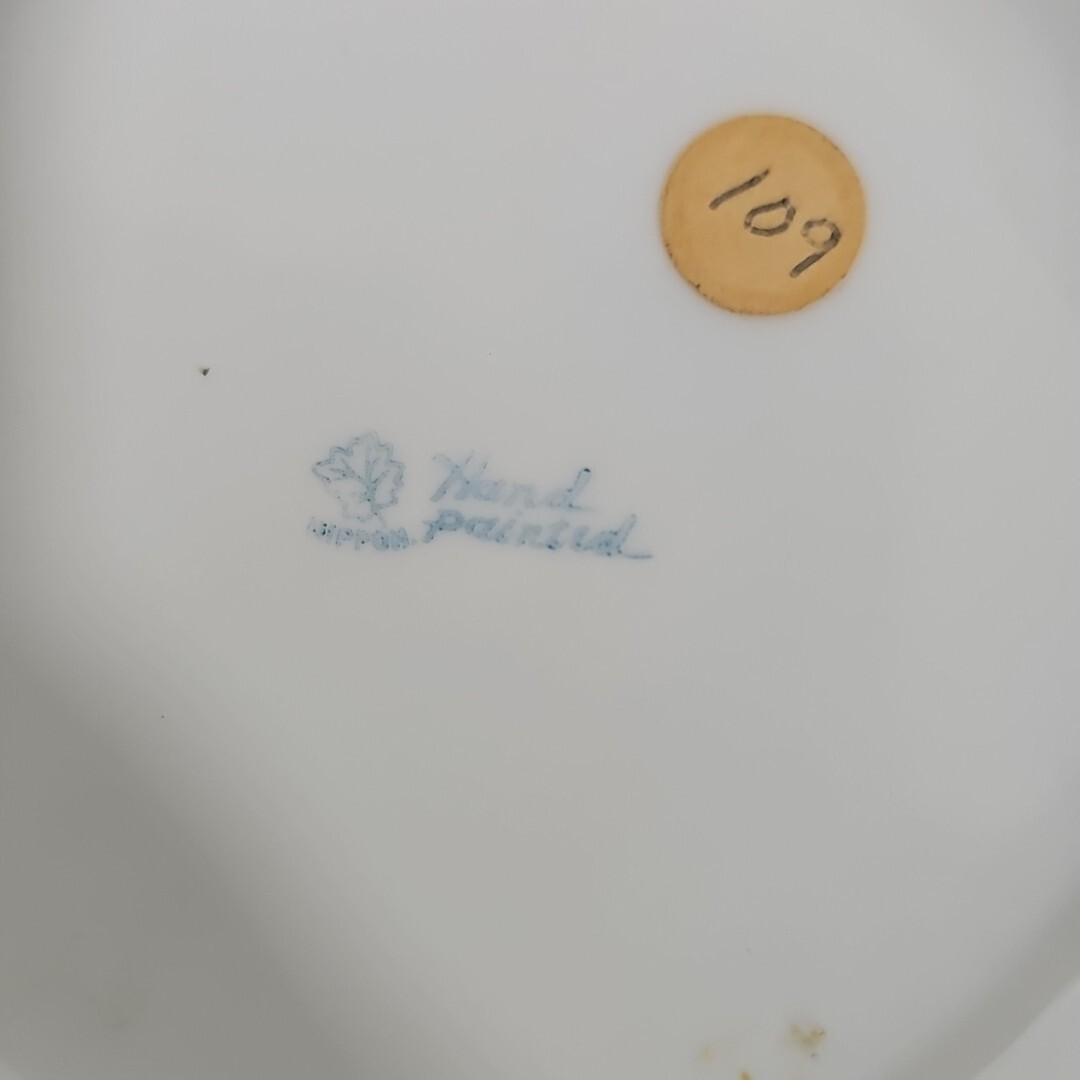 109
Hand
painted
NIPPON